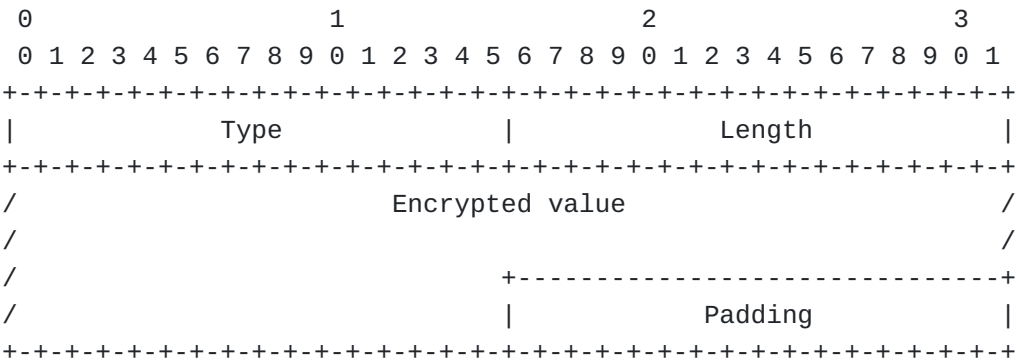 0                   1                   2                   3
 0 1 2 3 4 5 6 7 8 9 0 1 2 3 4 5 6 7 8 9 0 1 2 3 4 5 6 7 8 9 0 1
+-+-+-+-+-+-+-+-+-+-+-+-+-+-+-+-+-+-+-+-+-+-+-+-+-+-+-+-+-+-+-+-+
|             Type              |             Length            |
+-+-+-+-+-+-+-+-+-+-+-+-+-+-+-+-+-+-+-+-+-+-+-+-+-+-+-+-+-+-+-+-+
/                        Encrypted value                        /
/                                                               /
/                               +-------------------------------+
/                               |            Padding            |
+-+-+-+-+-+-+-+-+-+-+-+-+-+-+-+-+-+-+-+-+-+-+-+-+-+-+-+-+-+-+-+-+